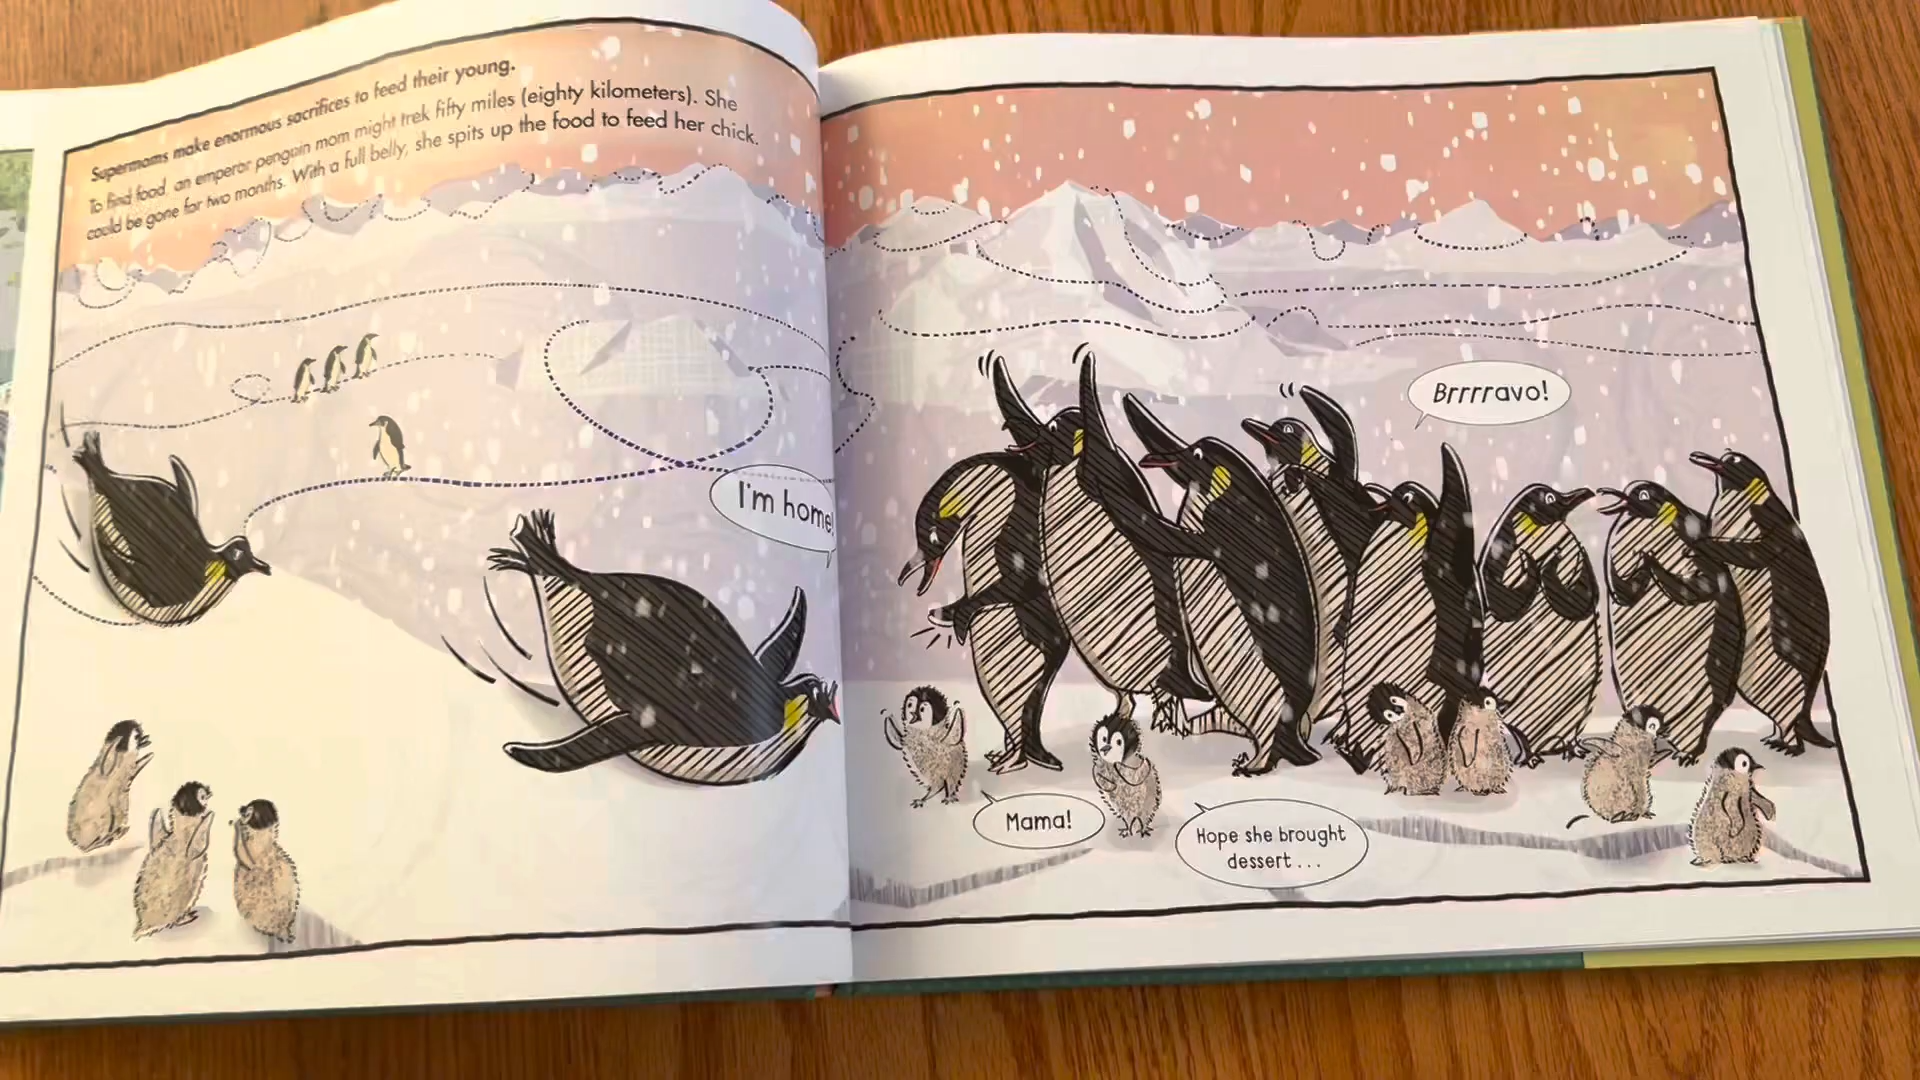 Supermoms make enormous sacrifices to feed their young.
To find food, an emperor penguin mom might trek fifty miles (eighty kilometers). She
could be gone for two months. With a full belly, she spits up the food to feed her chick.
I'm home!
Brrrravo!
Mama!
Hope she brought
dessert ...